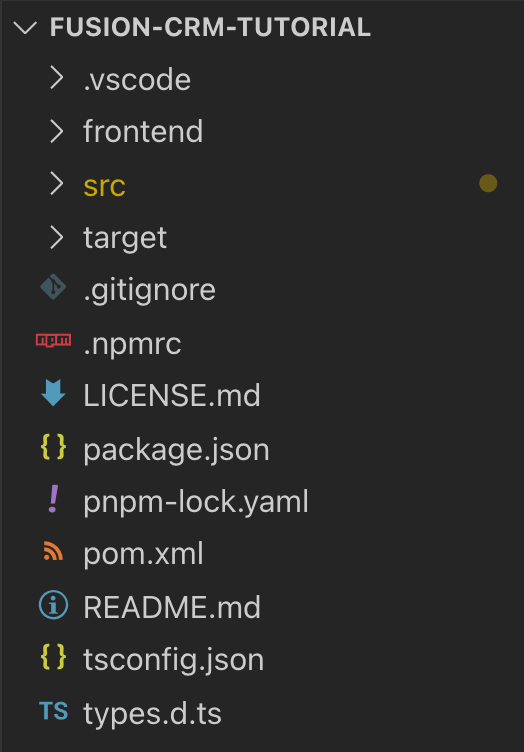 FUSION-CRM-TUTORIAL
.vscode
frontend
src
target
.gitignore
.npmrc
LICENSE.md
{} package.json
! pnpm-lock.yaml
pom.xml
README.md
{} tsconfig.json
TS types.d.ts